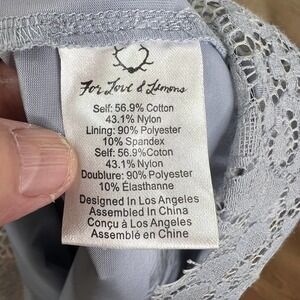 For Love & Lemons
Self: 56.9% Cotton
43.1% Nylon
Lining: 90% Polyester
10% Spandex
Self: 56.9%Coton
43.1% Nylon
Doublure: 90% Polyester
10% Élasthanne
Designed In Los Angeles
Assembled In China
Conçu à Los Angeles
Assemblé en Chine